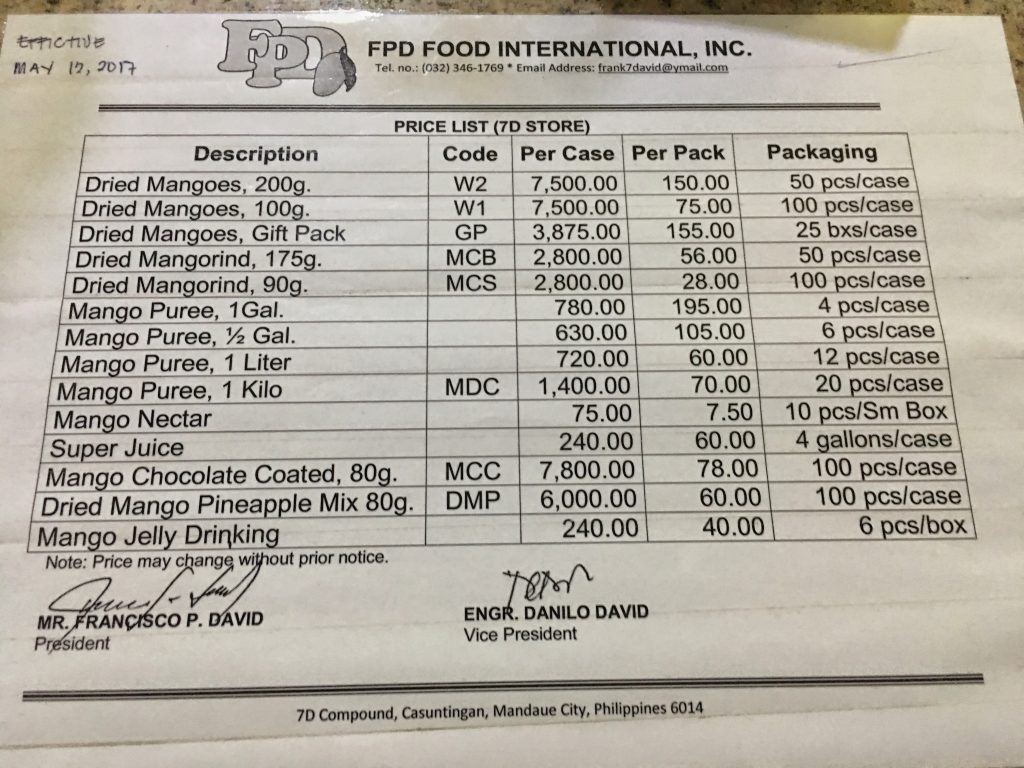 EFFICTIVE
MAY 17, 2017
FPD
FPD FOOD INTERNATIONAL, INC.
Tel. no.: (032) 346-1769 * Email Address: frank7david@ymail.com
PRICE LIST (7D STORE)
Description Code Per Case Per Pack Packaging
Dried Mangoes, 200g. W2 7,500.00 150.00 50 pcs/case
Dried Mangoes, 100g. W1 7,500.00 75.00 100 pcs/case
Dried Mangoes, Gift Pack GP 3,875.00 155.00 25 bxs/case
Dried Mangorind, 175g. MCB 2,800.00 56.00 50 pcs/case
Dried Mangorind, 90g. MCS 2,800.00 28.00 100 pcs/case
Mango Puree, 1Gal. 780.00 195.00 4 pcs/case
Mango Puree, ½ Gal. 630.00 105.00 6 pcs/case
Mango Puree, 1 Liter 720.00 60.00 12 pcs/case
Mango Puree, 1 Kilo MDC 1,400.00 70.00 20 pcs/case
Mango Nectar 75.00 7.50 10 pcs/Sm Box
Super Juice 240.00 60.00 4 gallons/case
Mango Chocolate Coated, 80g. MCC 7,800.00 78.00 100 pcs/case
Dried Mango Pineapple Mix 80g. DMP 6,000.00 60.00 100 pcs/case
Mango Jelly Drinking 240.00 40.00 6 pcs/box
Note: Price may change without prior notice.
MR. FRANCISCO P. DAVID ENGR. DANILO DAVID
President Vice President
7D Compound, Casuntingan, Mandaue City, Philippines 6014